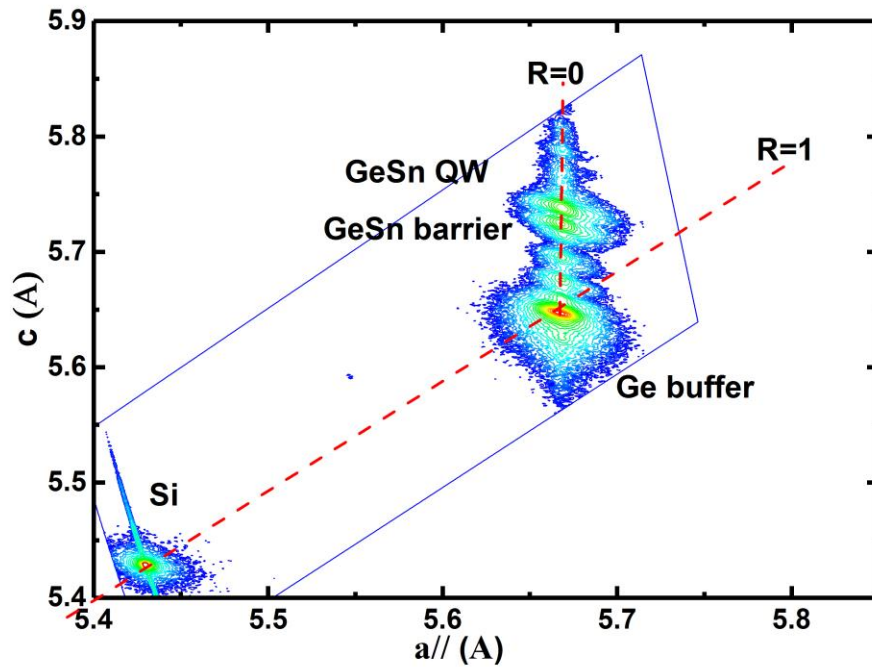 5.9
R=0
5.8
R=1
GeSn QW
GeSn barrier
5.7
c (A)
5.6
Ge buffer
5.5
Si
5.4
5.4 5.5 5.6 5.7 5.8
a// (A)